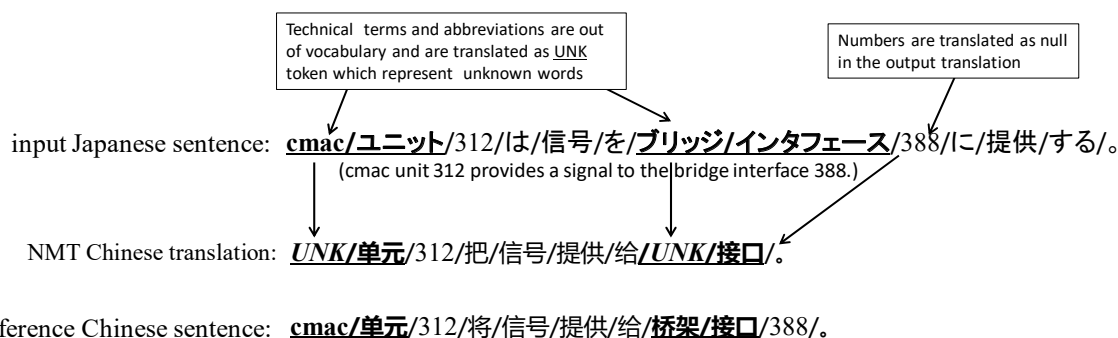 Technical terms and abbreviations are out
of vocabulary and are translated as UNK
token which represent unknown words
Numbers are translated as null
in the output translation
input Japanese sentence: cmac/ユニット/312/は/信号/を/ブリッジ/インタフェース/388/に/提供/する/。
(cmac unit 312 provides a signal to the bridge interface 388.)
NMT Chinese translation: UNK/单元/312/把/信号/提供/给/UNK/接口/。
ference Chinese sentence: cmac/单元/312/将/信号/提供/给/桥架/接口/388/。